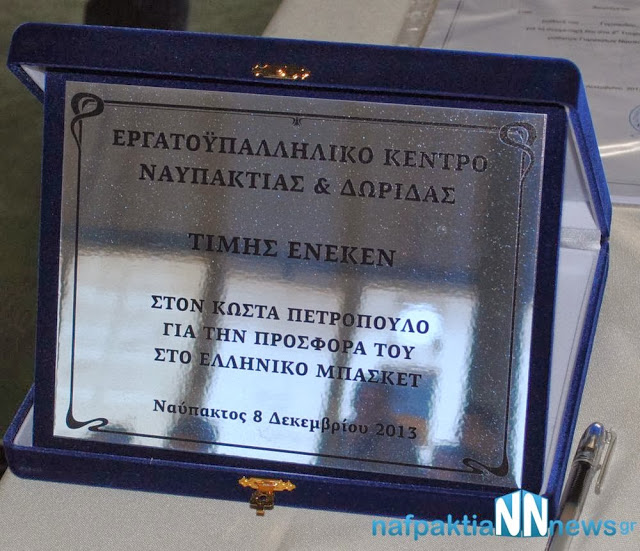 ΕΡΓΑΤΟΫΠΑΛΛΗΛΙΚΟ ΚΕΝΤΡΟ
ΝΑΥΠΑΚΤΙΑΣ & ΔΩΡΙΔΑΣ
ΤΙΜΗΣ ΕΝΕΚΕΝ
ΣΤΟΝ ΚΩΣΤΑ ΠΕΤΡΟΠΟΥΛΟ
ΓΙΑ ΤΗΝ ΠΡΟΣΦΟΡΑ ΤΟΥ
ΣΤΟ ΕΛΛΗΝΙΚΟ ΜΠΑΣΚΕΤ
Ναύπακτος 8 Δεκεμβρίου 2013
nafpaktiaNNnews.gr